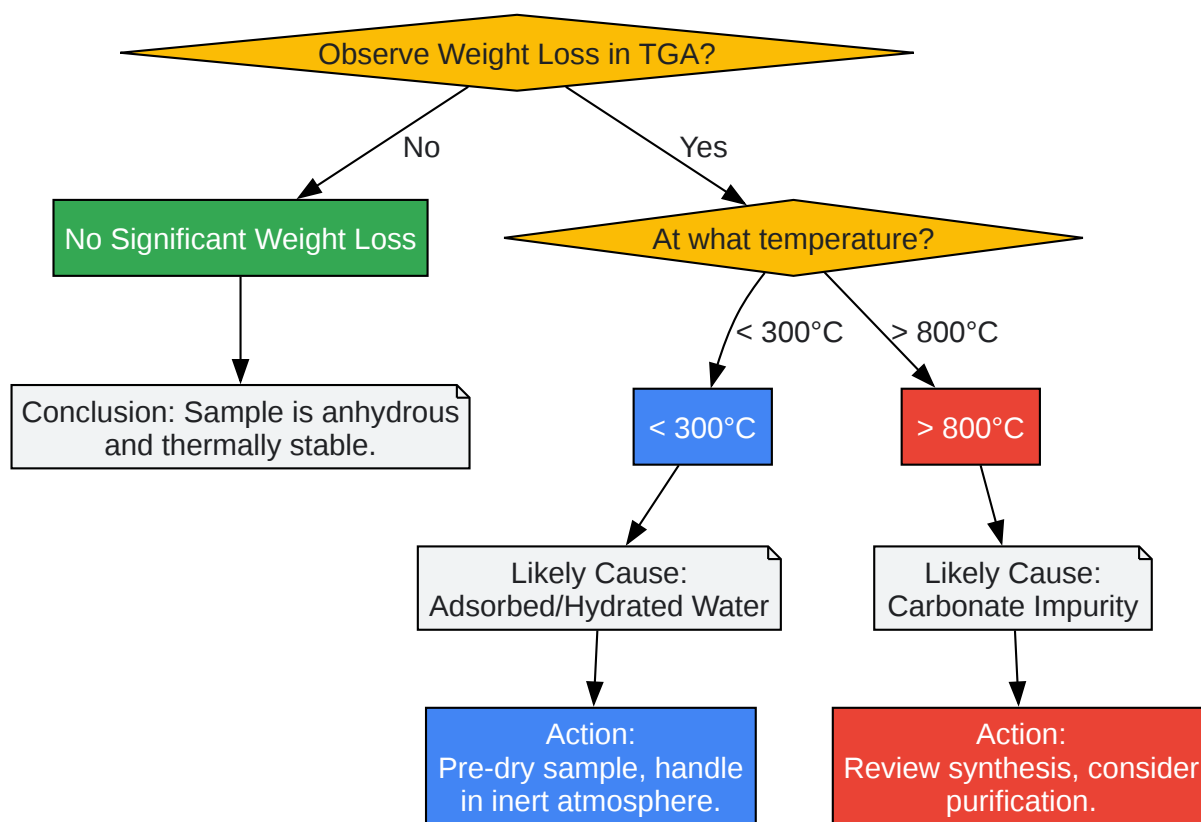 Observe Weight Loss in TGA?
No
Yes
No Significant Weight Loss
At what temperature?
< 300°C
> 800°C
Conclusion: Sample is anhydrous
and thermally stable.
< 300°C
> 800°C
Likely Cause:
Adsorbed/Hydrated Water
Likely Cause:
Carbonate Impurity
Action:
Pre-dry sample, handle
in inert atmosphere.
Action:
Review synthesis, consider
purification.